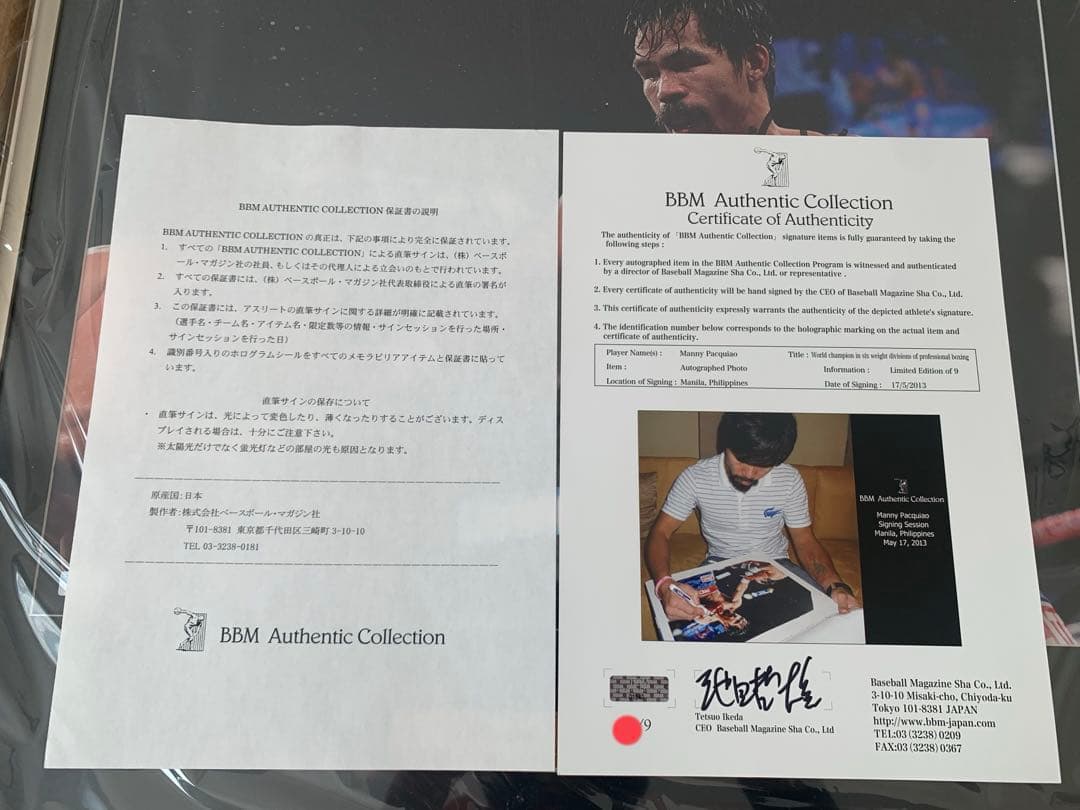 BBM AUTHENTIC COLLECTION 保証書の説明
BBM AUTHENTIC COLLECTION の真正は、下記の事項により完全に保証されています。
1. すべての「BBM AUTHENTIC COLLECTION」による直筆サインは、(株) ベースボ
ール・マガジン社の社員、もしくはその代理人による立会いのもとで行われています。
2. すべての保証書には、(株) ベースボール・マガジン社代表取締役による直筆の署名が
入ります。
3. この保証書には、アスリートの直筆サインに関する詳細が明確に記載されています。
(選手名・チーム名・アイテム名・限定数等の情報・サインセッションを行った場所・
サインセッションを行った日)
4. 識別番号入りのホログラムシールをすべてのメモラビリアアイテムと保証書に貼って
います。
直筆サインの保存について
・ 直筆サインは、光によって変色したり、薄くなったりすることがございます。ディス
プレイされる場合は、十分にご注意下さい。
※太陽光だけでなく蛍光灯などの部屋の光も原因となります。
原産国:日本
製作者:株式会社ベースボール・マガジン社
〒101-8381 東京都千代田区三崎町 3-10-10
TEL 03-3238-0181
BBM Authentic Collection
BBM Authentic Collection
Certificate of Authenticity
The authenticity of 「BBM Authentic Collection」 signature items is fully guaranteed by taking the
following steps :
1. Every autographed item in the BBM Authentic Collection Program is witnessed and authenticated
by a director of Baseball Magazine Sha Co., Ltd. or representative .
2. Every certificate of authenticity will be hand signed by the CEO of Baseball Magazine Sha Co., Ltd.
3. This certificate of authenticity expressly warrants the authenticity of the depicted athlete's signature.
4. The identification number below corresponds to the holographic marking on the actual item and
certificate of authenticity.
Player Name(s) : Manny Pacquiao Title : World champion in six weight divisions of professional boxing
Item : Autographed Photo Information : Limited Edition of 9
Location of Signing : Manila, Philippines Date of Signing : 17/5/2013
BBM Authentic Collection
Manny Pacquiao
Signing Session
Manila, Philippines
May 17, 2013
/9
池田哲雄
Tetsuo Ikeda
CEO Baseball Magazine Sha Co., Ltd
Baseball Magazine Sha Co., Ltd.
3-10-10 Misaki-cho, Chiyoda-ku
Tokyo 101-8381 JAPAN
http://www.bbm-japan.com
TEL:03 (3238) 0209
FAX:03 (3238) 0367